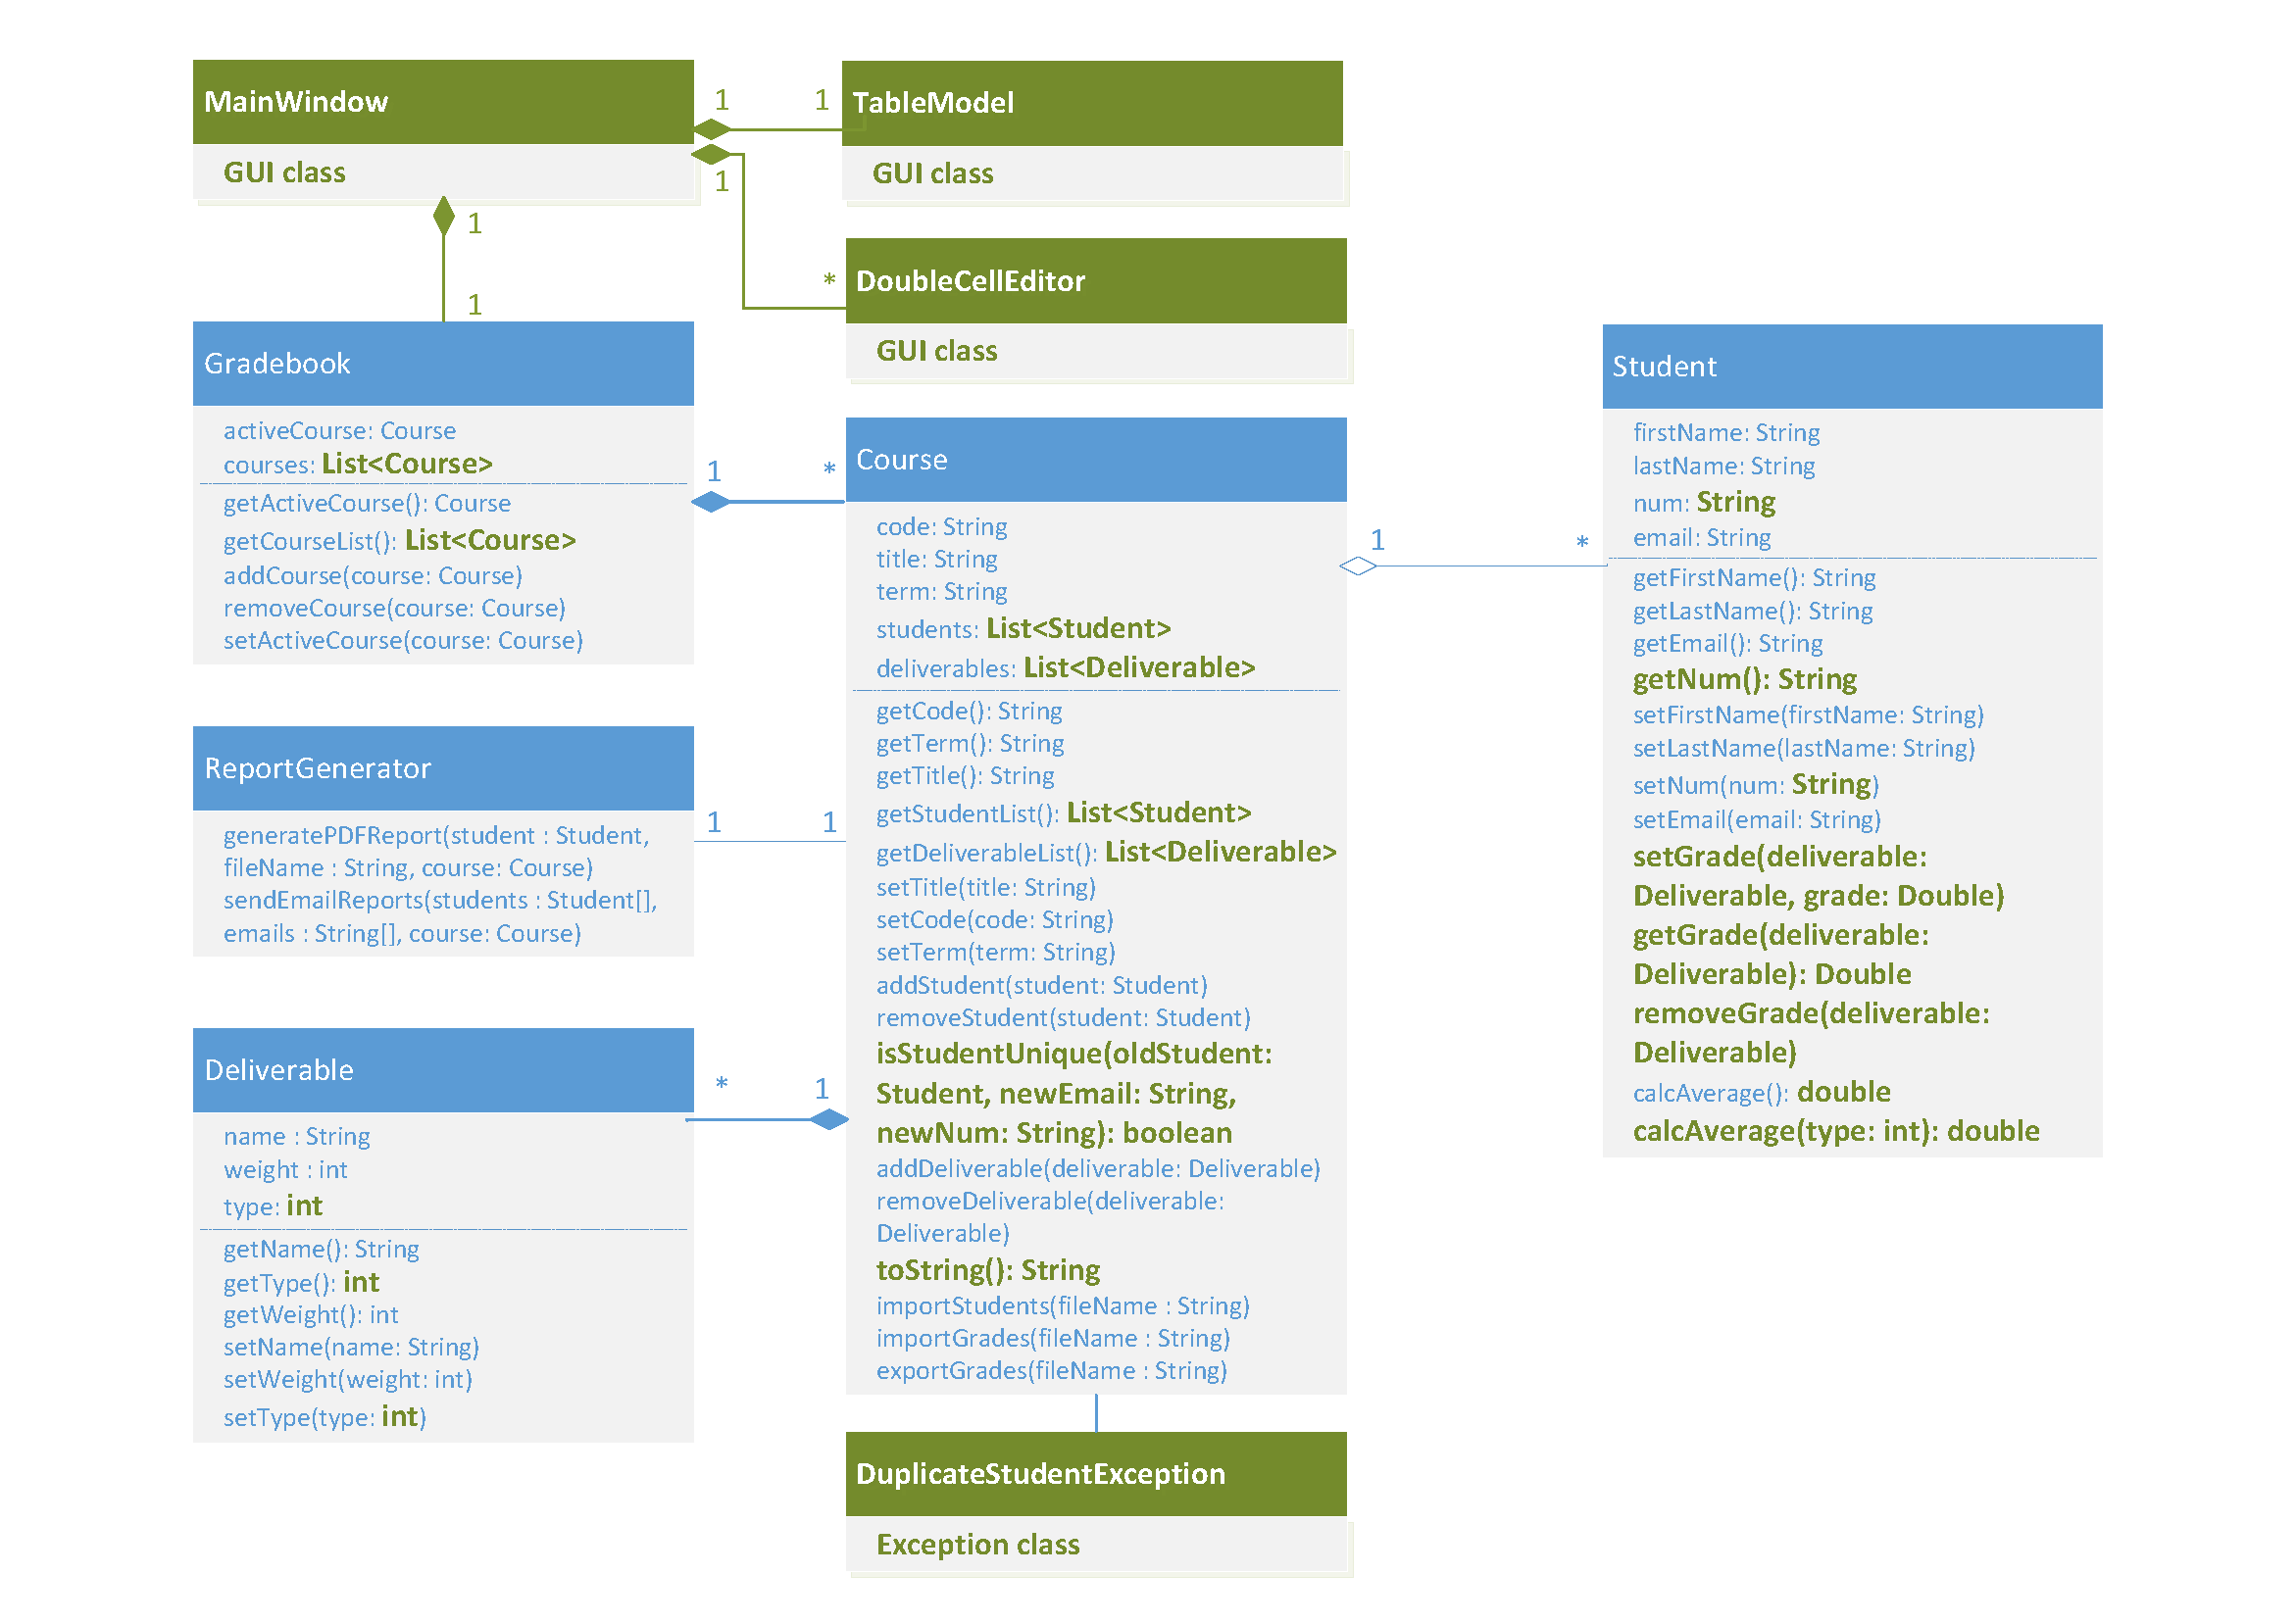 MainWindow
GUI class
1
1
1
*
1
1
TableModel
GUI class
DoubleCellEditor
GUI class
Gradebook
activeCourse: Course
courses: List<Course>
getActiveCourse(): Course
getCourseList(): List<Course>
addCourse(course: Course)
removeCourse(course: Course)
setActiveCourse(course: Course)
1
*
ReportGenerator
generatePDFReport(student : Student,
fileName : String, course: Course)
sendEmailReports(students : Student[],
emails : String[], course: Course)
1
1
Deliverable
name : String
weight : int
type: int
getName(): String
getType(): int
getWeight(): int
setName(name: String)
setWeight(weight: int)
setType(type: int)
*
1
Course
code: String
title: String
term: String
students: List<Student>
deliverables: List<Deliverable>
getCode(): String
getTerm(): String
getTitle(): String
getStudentList(): List<Student>
getDeliverableList(): List<Deliverable>
setTitle(title: String)
setCode(code: String)
setTerm(term: String)
addStudent(student: Student)
removeStudent(student: Student)
isStudentUnique(oldStudent:
Student, newEmail: String,
newNum: String): boolean
addDeliverable(deliverable: Deliverable)
removeDeliverable(deliverable:
Deliverable)
toString(): String
importStudents(fileName : String)
importGrades(fileName : String)
exportGrades(fileName : String)
DuplicateStudentException
Exception class
1
*
Student
firstName: String
lastName: String
num: String
email: String
getFirstName(): String
getLastName(): String
getEmail(): String
getNum(): String
setFirstName(firstName: String)
setLastName(lastName: String)
setNum(num: String)
setEmail(email: String)
setGrade(deliverable:
Deliverable, grade: Double)
getGrade(deliverable:
Deliverable): Double
removeGrade(deliverable:
Deliverable)
calcAverage(): double
calcAverage(type: int): double